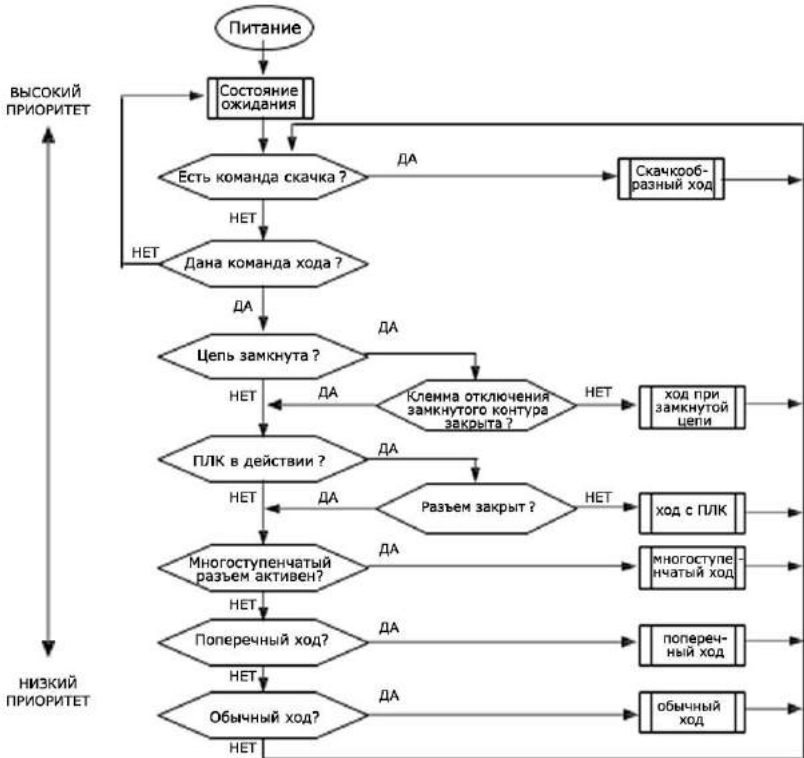 Питание
ВЫСОКИЙ
ПРИОРИТЕТ
Состояние
ожидания
Есть команда скачка ?
ДА
Скачкооб-
разный ход
НЕТ
НЕТ
Дана команда хода ?
ДА
Цепь замкнута ?
ДА
НЕТ
ДА
Клемма отключения
замкнутого контура
закрыта ?
НЕТ
ход при
замкнутой
цепи
ПЛК в действии ?
ДА
НЕТ
ДА
Разъем закрыт ?
НЕТ
ход с ПЛК
Многоступенчатый
разъем активен?
ДА
многоступе-
нчатый ход
НЕТ
Поперечный ход?
ДА
попереч-
ный ход
НЕТ
НИЗКИЙ
ПРИОРИТЕТ
Обычный ход?
ДА
обычный
ход
НЕТ